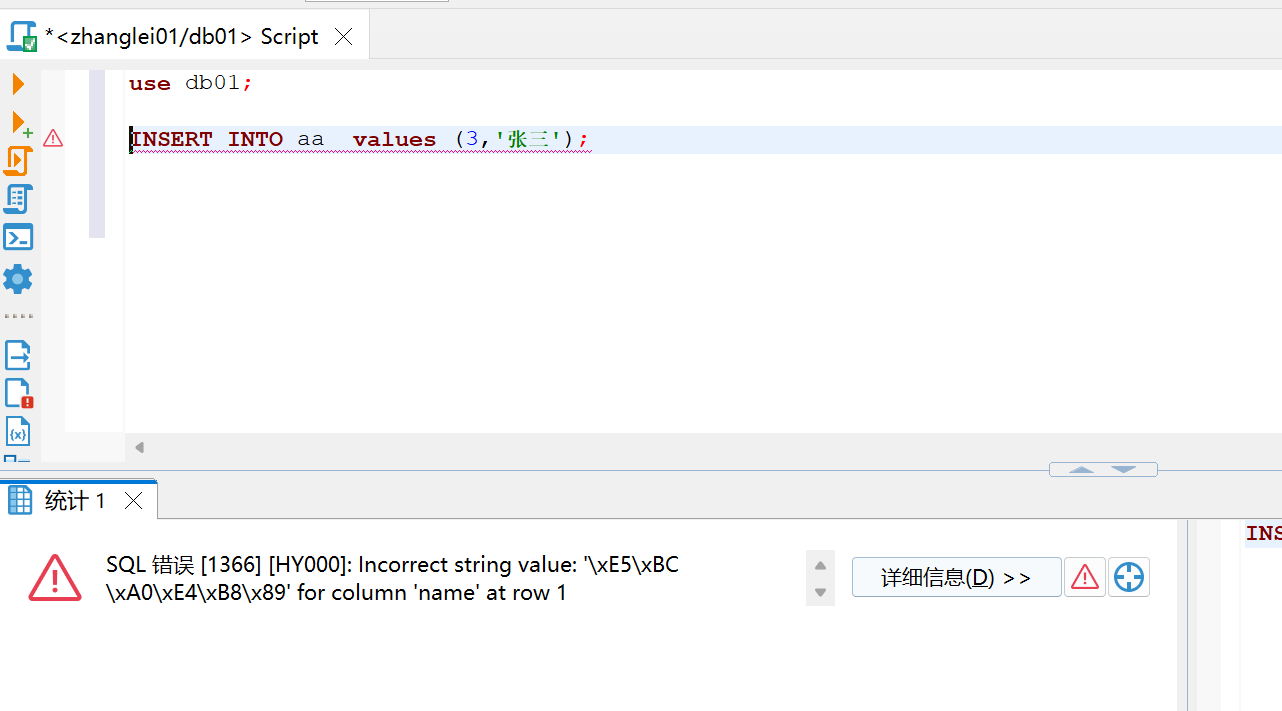 *<zhanglei01/db01> Script
use db01;
INSERT INTO aa  values (3,'张三');
统计 1
SQL 错误 [1366] [HY000]: Incorrect string value: '\xE5\xBC
\xA0\xE4\xB8\x89' for column 'name' at row 1
详细信息(D) >>
INS